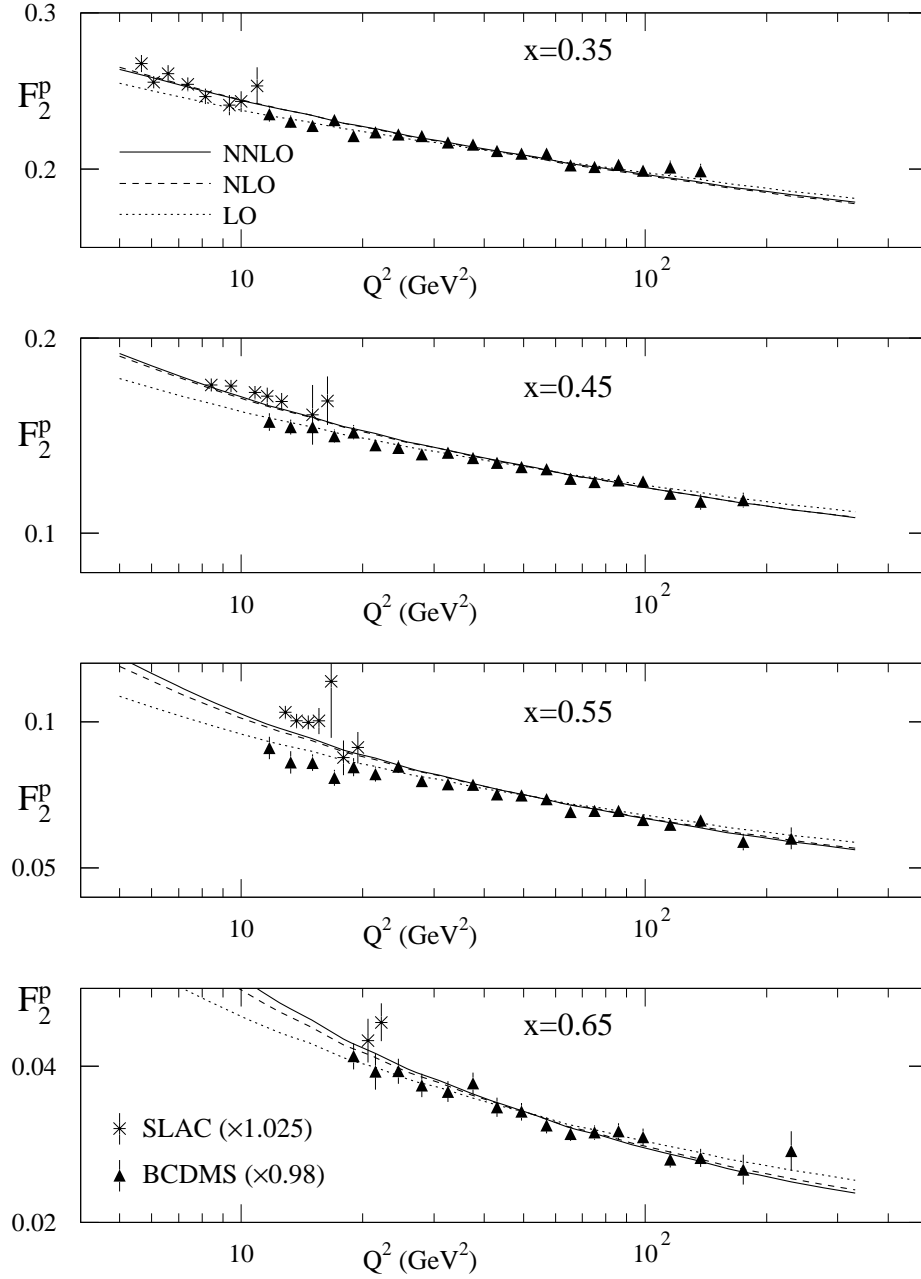 0.3
x=0.35
F₂ᵖ
NNLO
0.2
NLO
LO
10
10²
Q² (GeV²)
0.2
x=0.45
F₂ᵖ
0.1
10
10²
Q² (GeV²)
0.1
x=0.55
F₂ᵖ
0.05
10
10²
Q² (GeV²)
F₂ᵖ
x=0.65
0.04
SLAC (×1.025)
BCDMS (×0.98)
0.02
10
10²
Q² (GeV²)